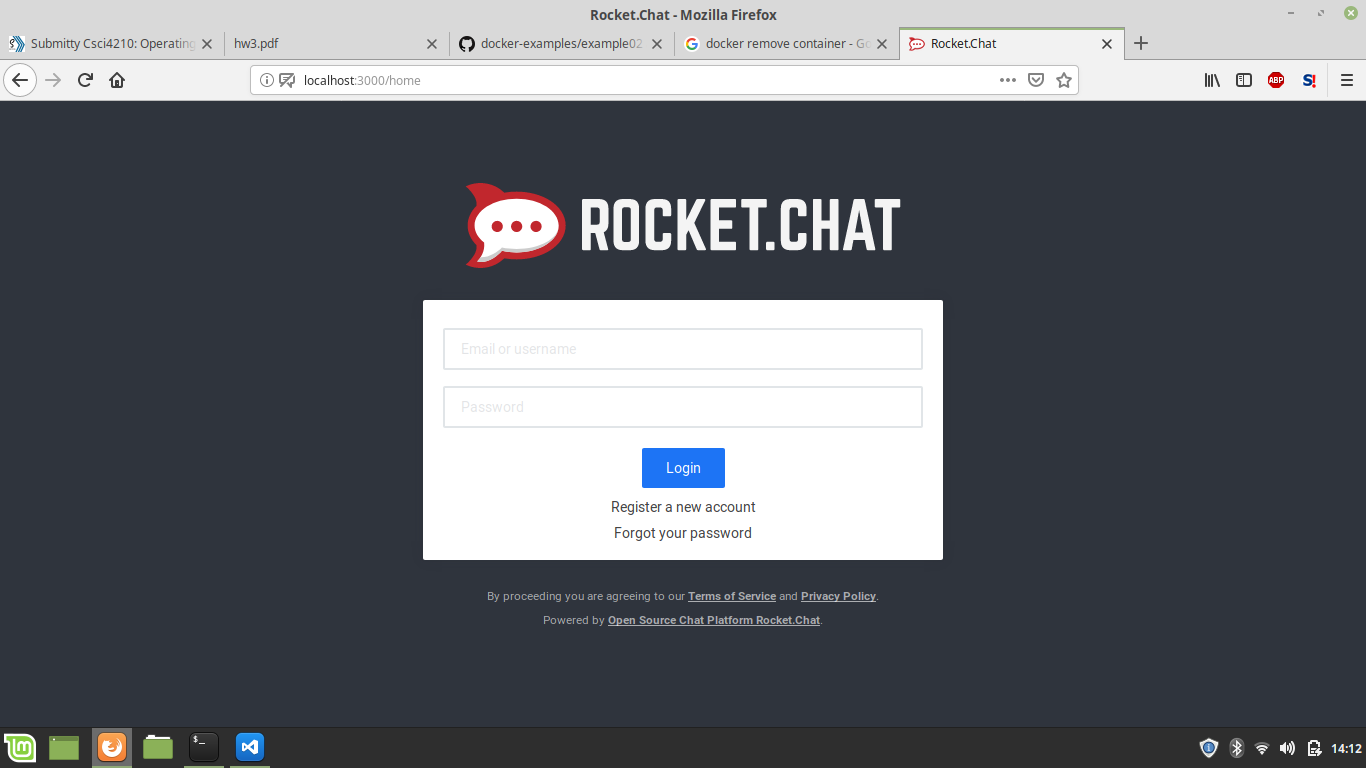 Rocket.Chat - Mozilla Firefox
Submitty Csci4210: Operating
hw3.pdf
docker-examples/example02
docker remove container - Go
Rocket.Chat
localhost:3000/home
ABP
S!
ROCKET.CHAT
Email or username
Password
Login
Register a new account
Forgot your password
By proceeding you are agreeing to our Terms of Service and Privacy Policy.
Powered by Open Source Chat Platform Rocket.Chat.
$_
14:12